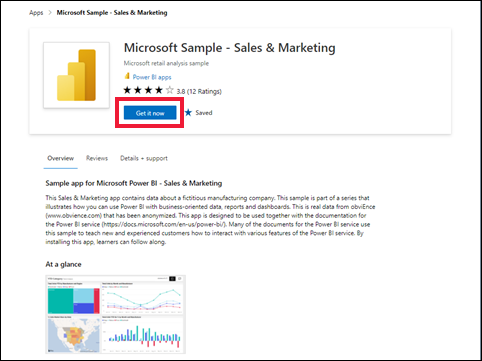 Apps > Microsoft Sample - Sales & Marketing
Microsoft Sample - Sales & Marketing
Microsoft retail analysis sample
Power BI apps
3.8 (12 Ratings)
Get it now
Saved
Overview Reviews Details + support
Sample app for Microsoft Power BI - Sales & Marketing
This Sales & Marketing app contains data about a fictitious manufacturing company. This sample is part of a series that
illustrates how you can use Power BI with business-oriented data, reports and dashboards. This is real data from obviEnce
(www.obvience.com) that has been anonymized. This app is designed to be used together with the documentation for
the Power BI service (https://docs.microsoft.com/en-us/power-bi/). Many of the documents for the Power BI service use
this sample to teach new and experienced customers how to interact with various features of the Power BI service. By
installing this app, learners can follow along.
At a glance